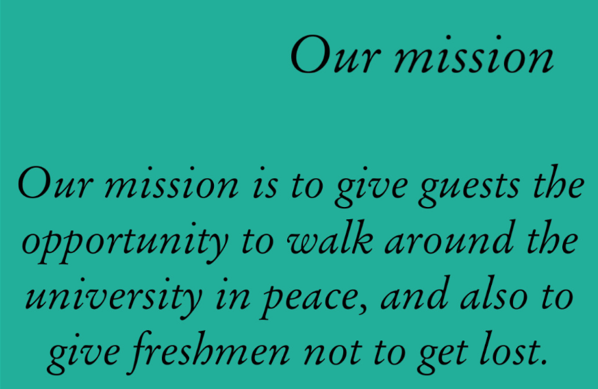 Our mission
Our mission is to give guests the
opportunity to walk around the
university in peace, and also to
give freshmen not to get lost.